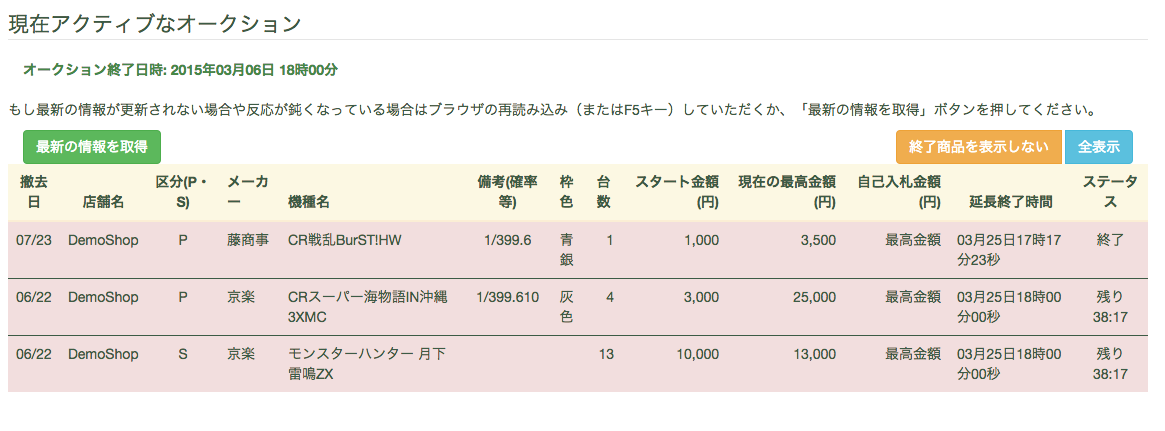 現在アクティブなオークション
オークション終了日時: 2015年03月06日 18時00分
もし最新の情報が更新されない場合や反応が鈍くなっている場合はブラウザの再読み込み（またはF5キー）していただくか、「最新の情報を取得」ボタンを押してください。
最新の情報を取得 終了商品を表示しない 全表示
撤去 区分(P・ メーカ 備考(確率 枠 台 スタート金額 現在の最高金額 自己入札金額 ステータ
日 店舗名 S) ー 機種名 等) 色 数 (円) (円) (円) 延長終了時間 ス
07/23 DemoShop P 藤商事 CR戦乱BurST!HW 1/399.6 青 1 1,000 3,500 最高金額 03月25日17時17 終了
銀 分23秒
06/22 DemoShop P 京楽 CRスーパー海物語IN沖縄 1/399.610 灰 4 3,000 25,000 最高金額 03月25日18時00 残り
3XMC 色 分00秒 38:17
06/22 DemoShop S 京楽 モンスターハンター 月下 13 10,000 13,000 最高金額 03月25日18時00 残り
雷鳴ZX 分00秒 38:17